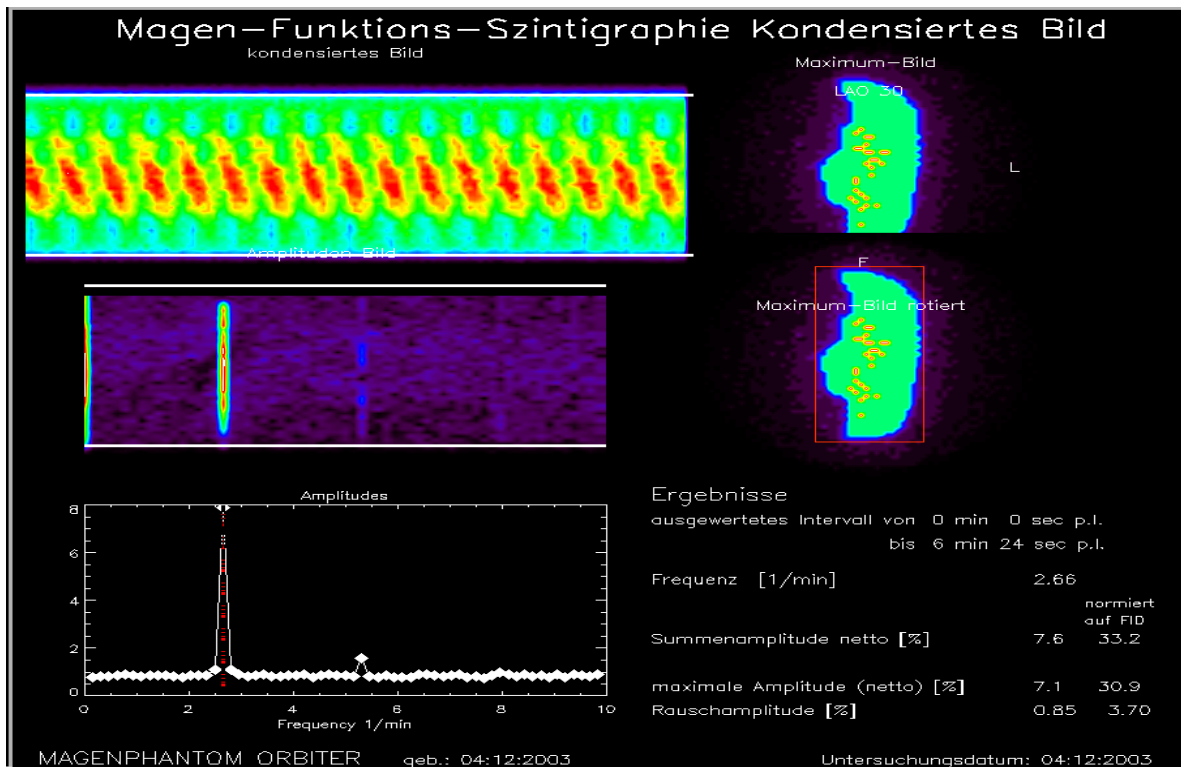 Magen-Funktions-Szintigraphie Kondensiertes Bild
kondensiertes Bild
Maximum-Bild
LAO 30
L
Amplituden Bild
F
Maximum-Bild rotiert
Amplitudes
8
6
4
2
0
0 2 4 6 8 10
Frequency 1/min
Ergebnisse
ausgewertetes Intervall von 0 min 0 sec p.I.
bis 6 min 24 sec p.I.
Frequenz [1/min] 2.66
normiert
auf FID
Summenamplitude netto [%] 7.6 33.2
maximale Amplitude (netto) [%] 7.1 30.9
Rauschamplitude [%] 0.85 3.70
MAGENPHANTOM ORBITER geb.: 04:12:2003 Untersuchungsdatum: 04:12:2003